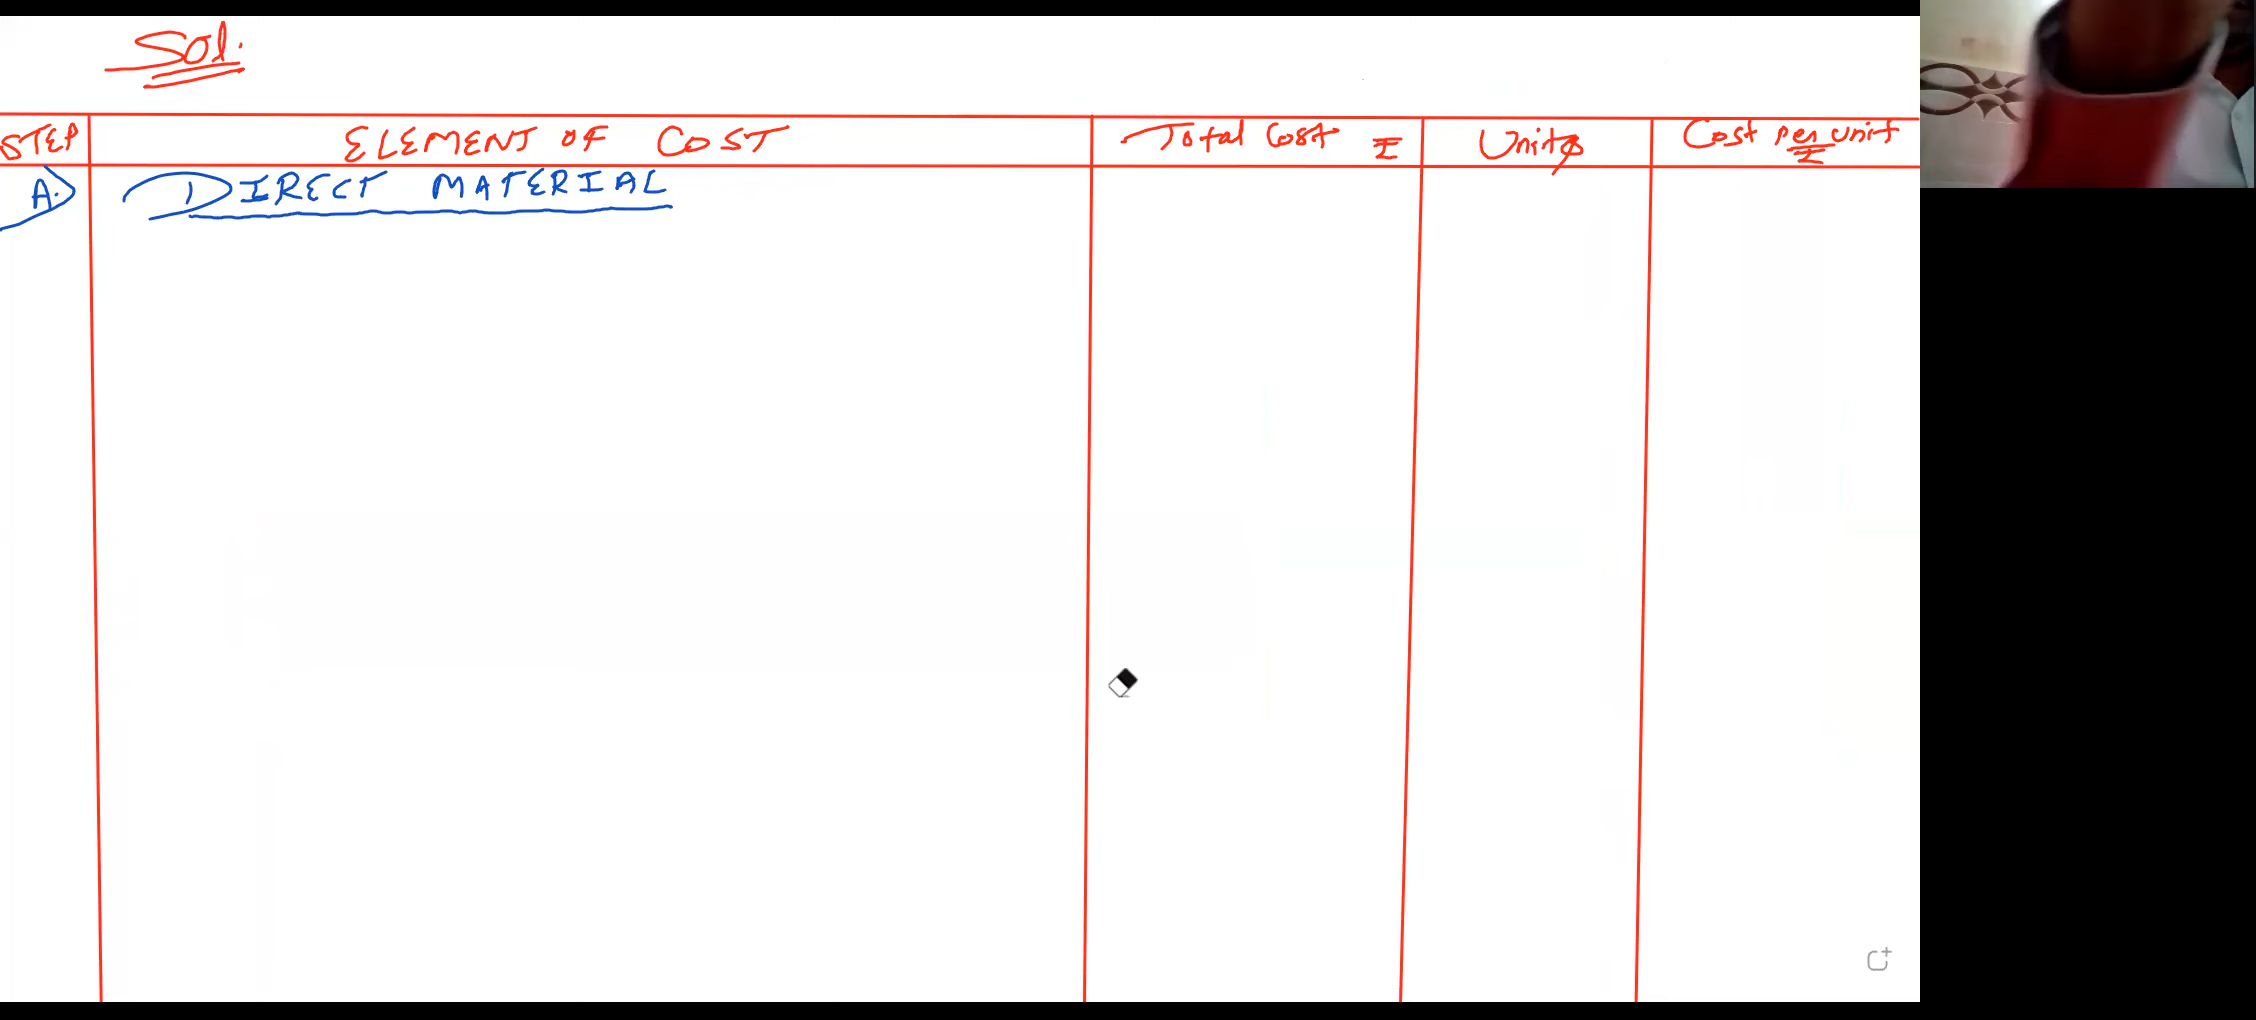 Sol.
STEP ELEMENT OF COST Total Cost ₹ Units Cost per unit ₹
A.) DIRECT MATERIAL